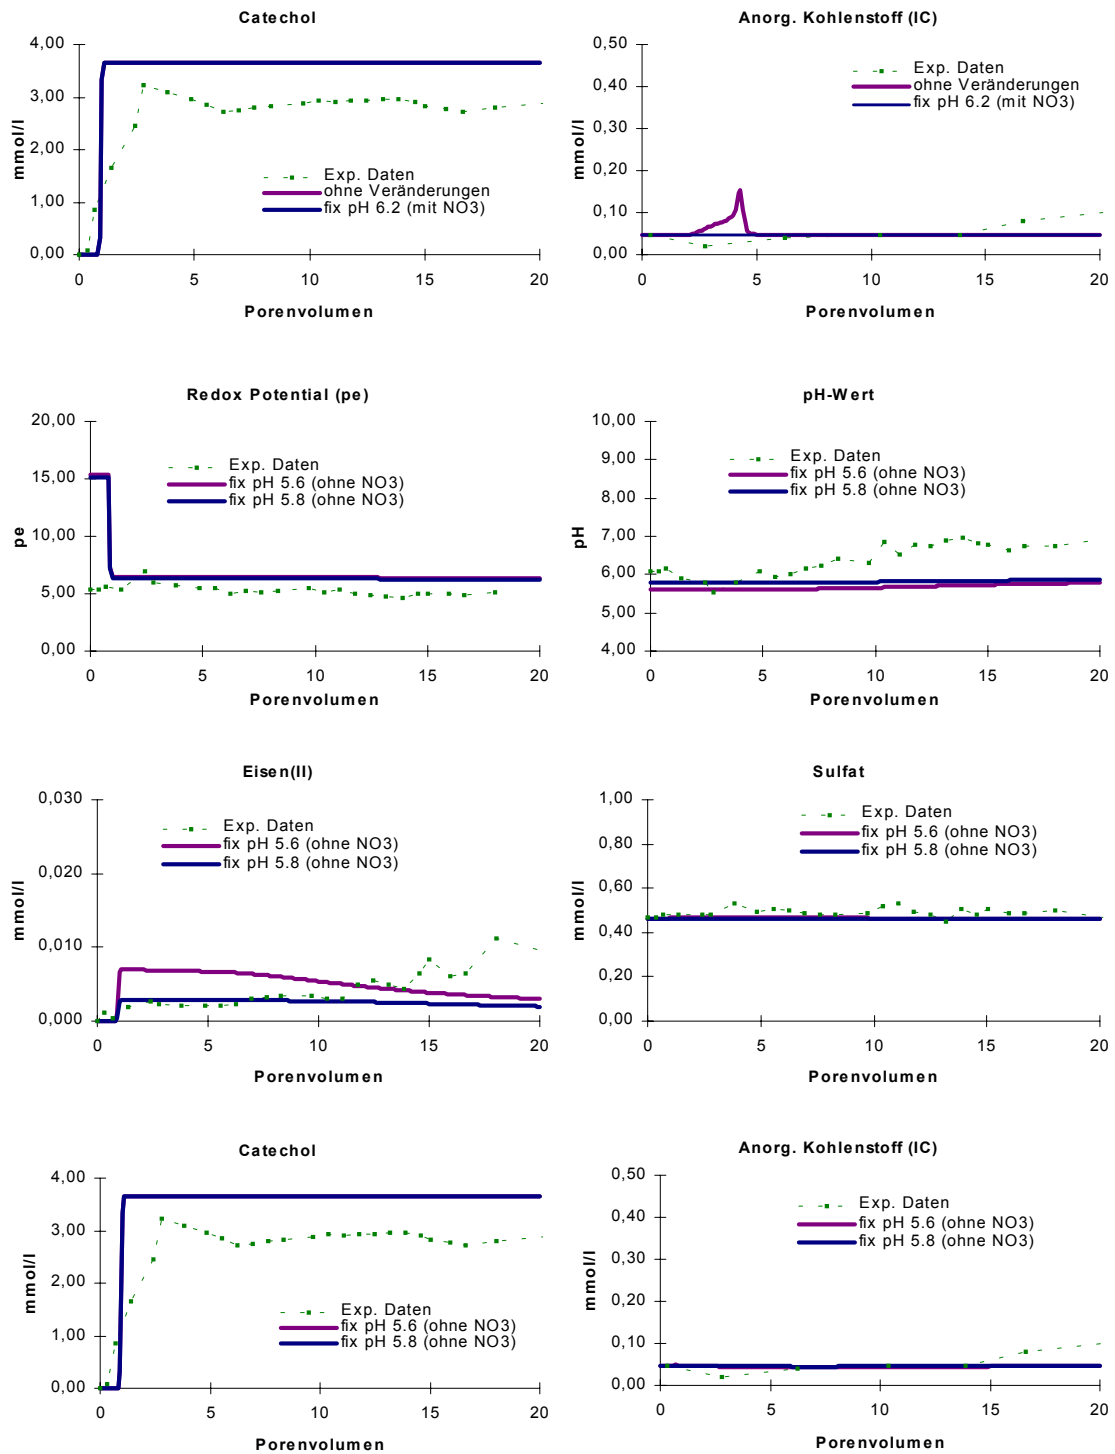 Catechol
4,00
3,00
2,00
1,00
0,00
mmol/l
Exp. Daten
ohne Veränderungen
fix pH 6.2 (mit NO3)
0
5
10
15
20
Porenvolumen
Anorg. Kohlenstoff (IC)
0,50
0,40
0,30
0,20
0,10
0,00
mmol/l
Exp. Daten
ohne Veränderungen
fix pH 6.2 (mit NO3)
0
5
10
15
20
Porenvolumen
Redox Potential (pe)
20,00
15,00
10,00
5,00
0,00
pe
Exp. Daten
fix pH 5.6 (ohne NO3)
fix pH 5.8 (ohne NO3)
0
5
10
15
20
Porenvolumen
pH-Wert
10,00
9,00
8,00
7,00
6,00
5,00
4,00
pH
Exp. Daten
fix pH 5.6 (ohne NO3)
fix pH 5.8 (ohne NO3)
0
5
10
15
20
Porenvolumen
Eisen(II)
0,030
0,020
0,010
0,000
mmol/l
Exp. Daten
fix pH 5.6 (ohne NO3)
fix pH 5.8 (ohne NO3)
0
5
10
15
20
Porenvolumen
Sulfat
1,00
0,80
0,60
0,40
0,20
0,00
mmol/l
Exp. Daten
fix pH 5.6 (ohne NO3)
fix pH 5.8 (ohne NO3)
0
5
10
15
20
Porenvolumen
Catechol
4,00
3,00
2,00
1,00
0,00
mmol/l
Exp. Daten
fix pH 5.6 (ohne NO3)
fix pH 5.8 (ohne NO3)
0
5
10
15
20
Porenvolumen
Anorg. Kohlenstoff (IC)
0,50
0,40
0,30
0,20
0,10
0,00
mmol/l
Exp. Daten
fix pH 5.6 (ohne NO3)
fix pH 5.8 (ohne NO3)
0
5
10
15
20
Porenvolumen